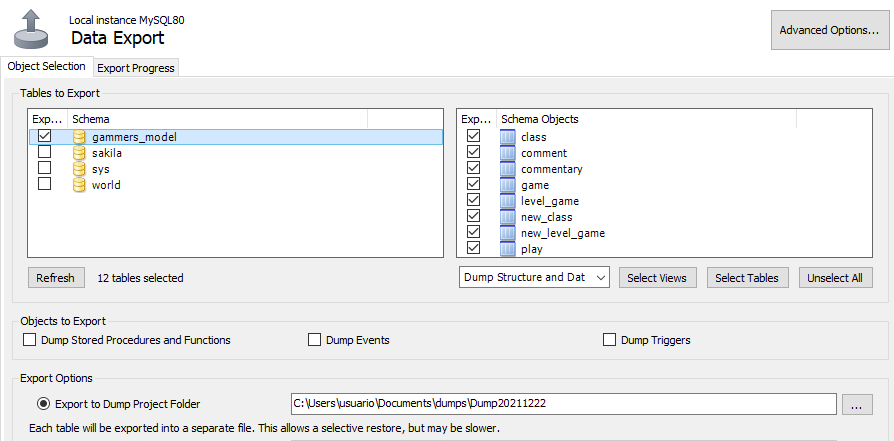 Local instance MySQL80
Data Export
Advanced Options...
Object Selection
Export Progress
Tables to Export
Exp... Schema
gammers_model
sakila
sys
world
Exp... Schema Objects
class
comment
commentary
game
level_game
new_class
new_level_game
play
Refresh
12 tables selected
Dump Structure and Dat
Select Views
Select Tables
Unselect All
Objects to Export
Dump Stored Procedures and Functions
Dump Events
Dump Triggers
Export Options
Export to Dump Project Folder
C:\Users\usuario\Documents\dumps\Dump20211222
...
Each table will be exported into a separate file. This allows a selective restore, but may be slower.